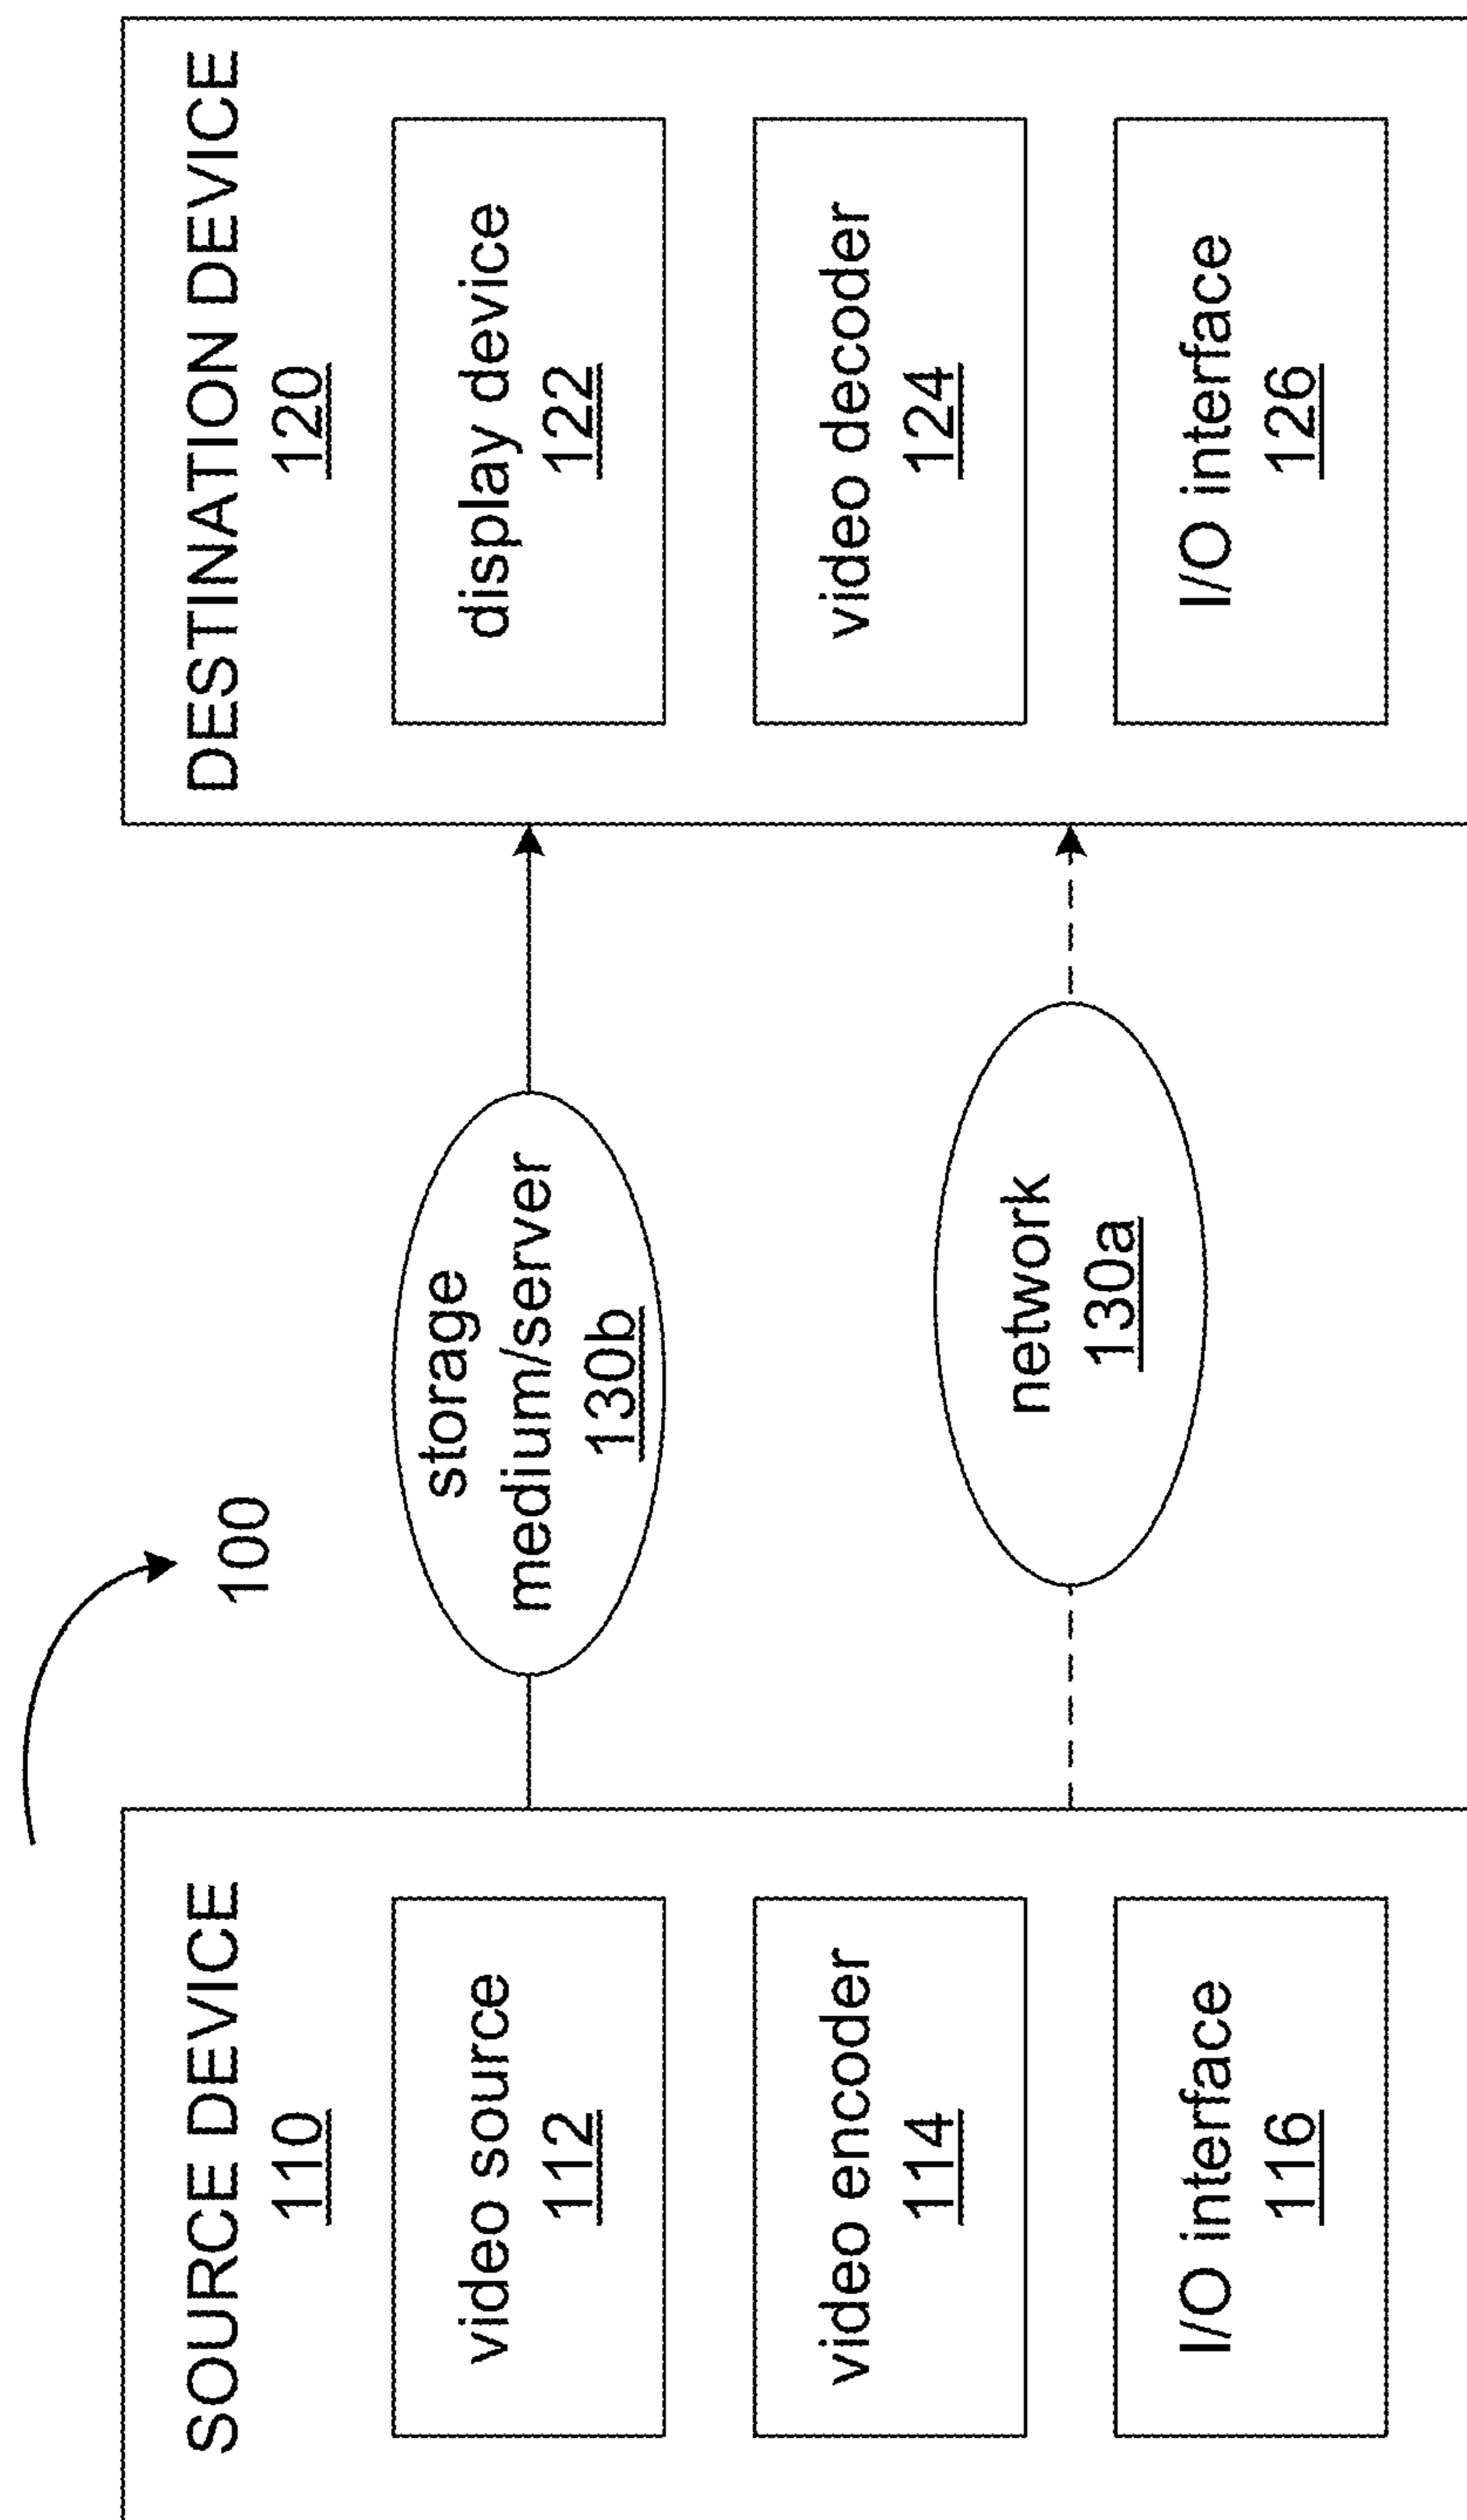 100
SOURCE DEVICE
110
video source
112
video encoder
114
I/O interface
116
storage
medium/server
130b
network
130a
DESTINATION DEVICE
120
display device
122
video decoder
124
I/O interface
126